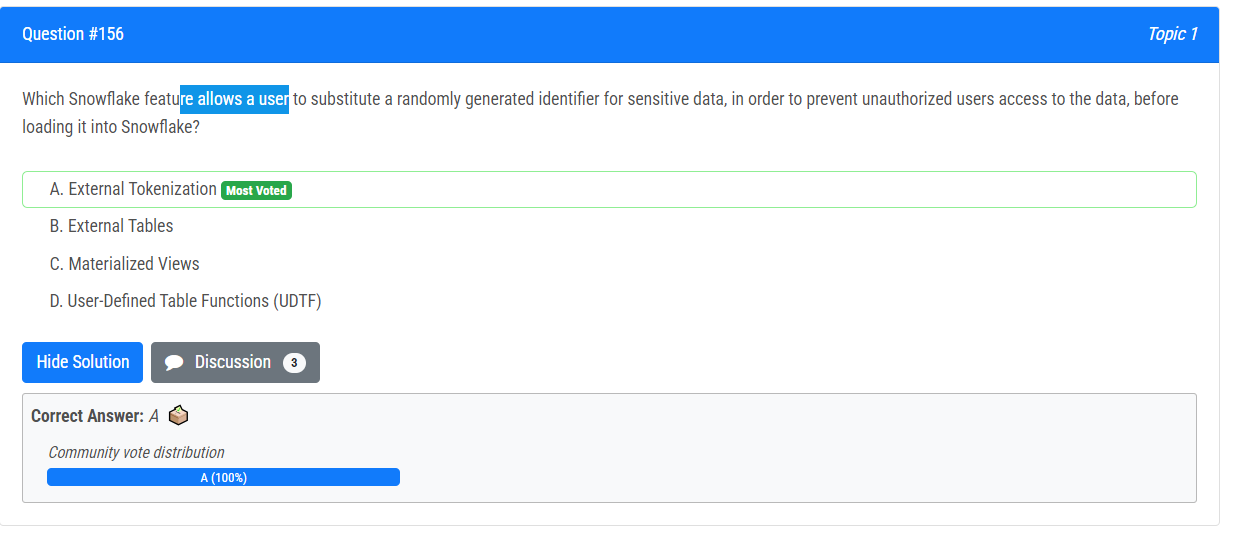 Question #156
Topic 1
Which Snowflake feature allows a user to substitute a randomly generated identifier for sensitive data, in order to prevent unauthorized users access to the data, before
loading it into Snowflake?
A. External Tokenization Most Voted
B. External Tables
C. Materialized Views
D. User-Defined Table Functions (UDTF)
Hide Solution
Discussion 3
Correct Answer: A
Community vote distribution
A (100%)